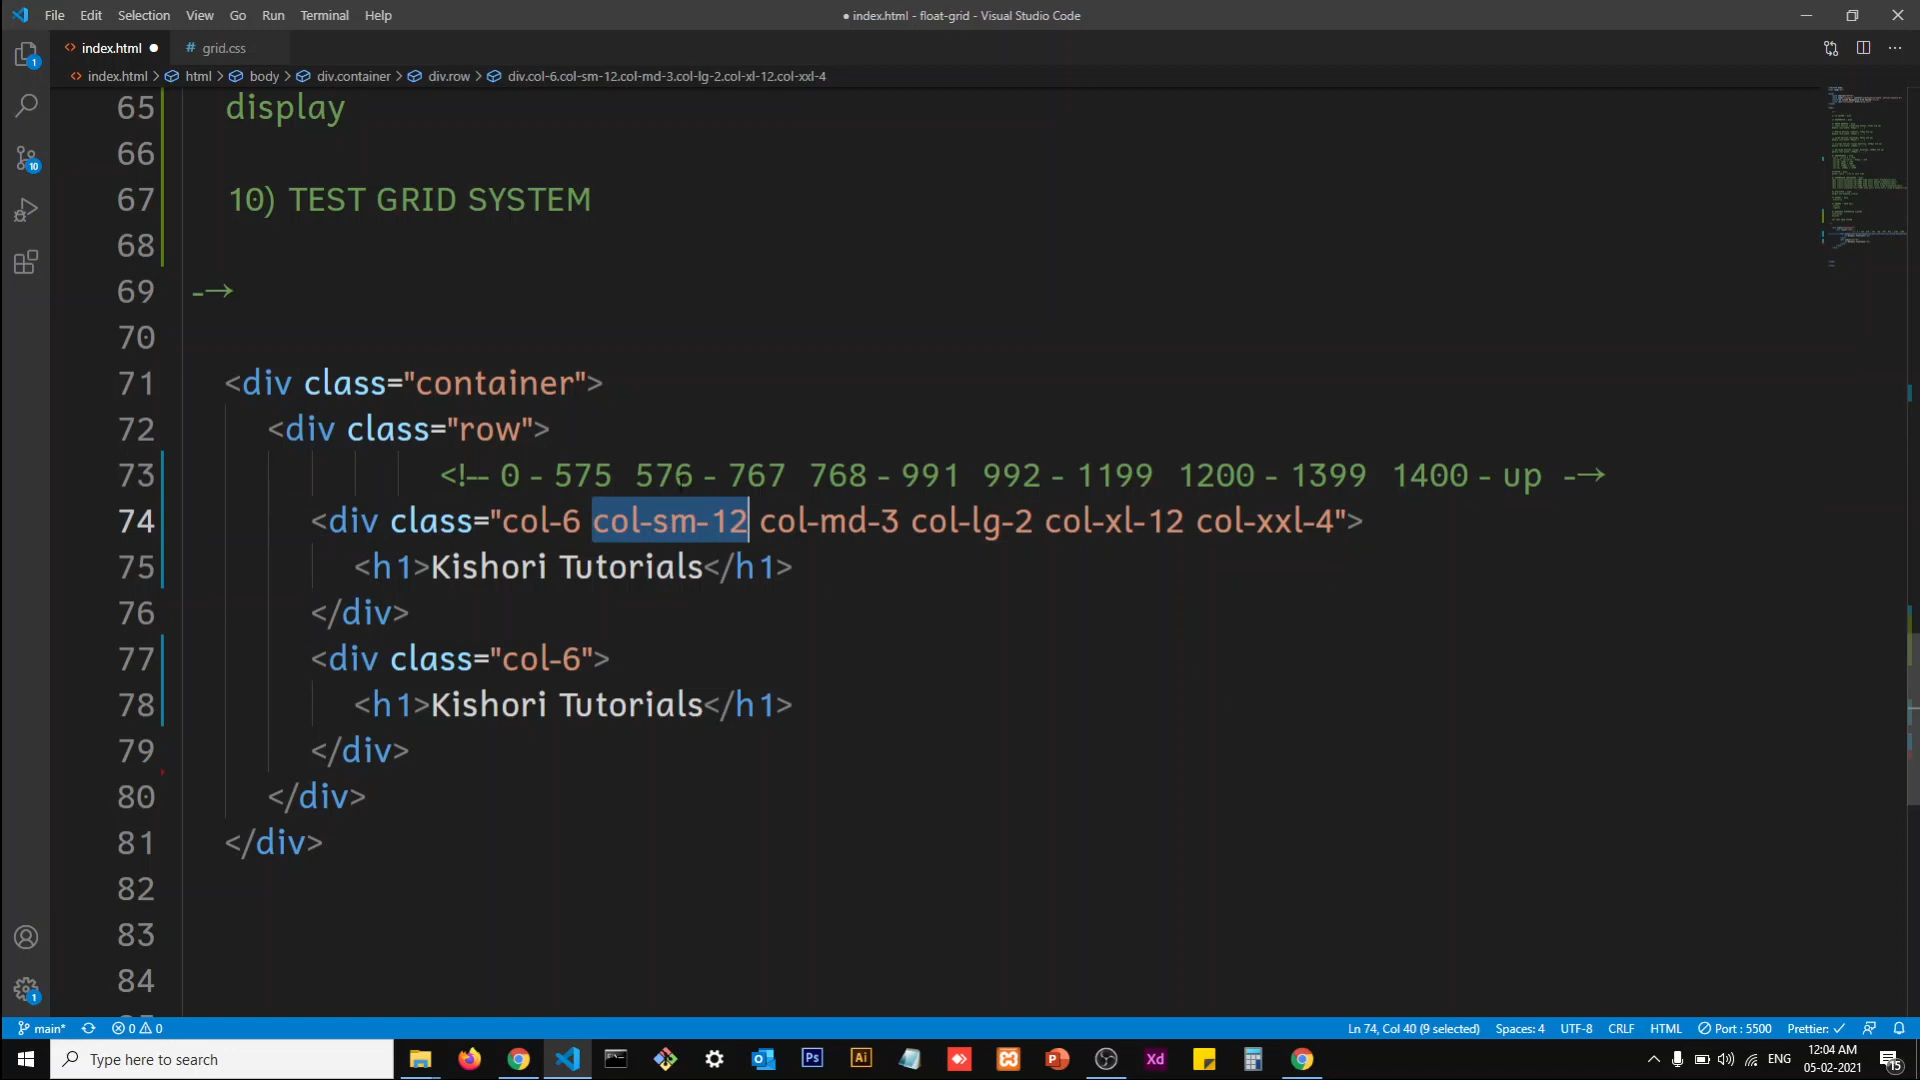 File Edit Selection View Go Run Terminal Help
● index.html - float-grid - Visual Studio Code
index.html ●
# grid.css
index.html > html > body > div.container > div.row > div.col-6.col-sm-12.col-md-3.col-lg-2.col-xl-12.col-xxl-4
65 display
66
67 10) TEST GRID SYSTEM
68
69 -->
70
71 <div class="container">
72 <div class="row">
73 <!-- 0 - 575 576 - 767 768 - 991 992 - 1199 1200 - 1399 1400 - up -->
74 <div class="col-6 col-sm-12 col-md-3 col-lg-2 col-xl-12 col-xxl-4">
75 <h1>Kishori Tutorials</h1>
76 </div>
77 <div class="col-6">
78 <h1>Kishori Tutorials</h1>
79 </div>
80 </div>
81 </div>
82
83
84
1
10
1
main* 0 0
Ln 74, Col 40 (9 selected) Spaces: 4 UTF-8 CRLF HTML Port : 5500 Prettier: ✓
Type here to search
Ps
Ai
Xd
ENG
12:04 AM
05-02-2021
15